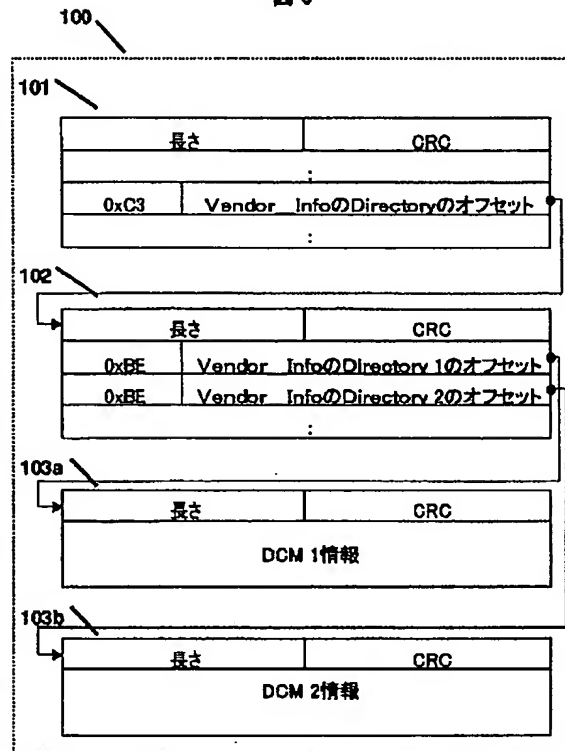 100
101
長さ CRC
:
0xC3 Vendor_InfoのDirectoryのオフセット
:
102
長さ CRC
0xBE Vendor_InfoのDirectory 1のオフセット
0xBE Vendor_InfoのDirectory 2のオフセット
:
103a
長さ CRC
DCM 1情報
103b
長さ CRC
DCM 2情報